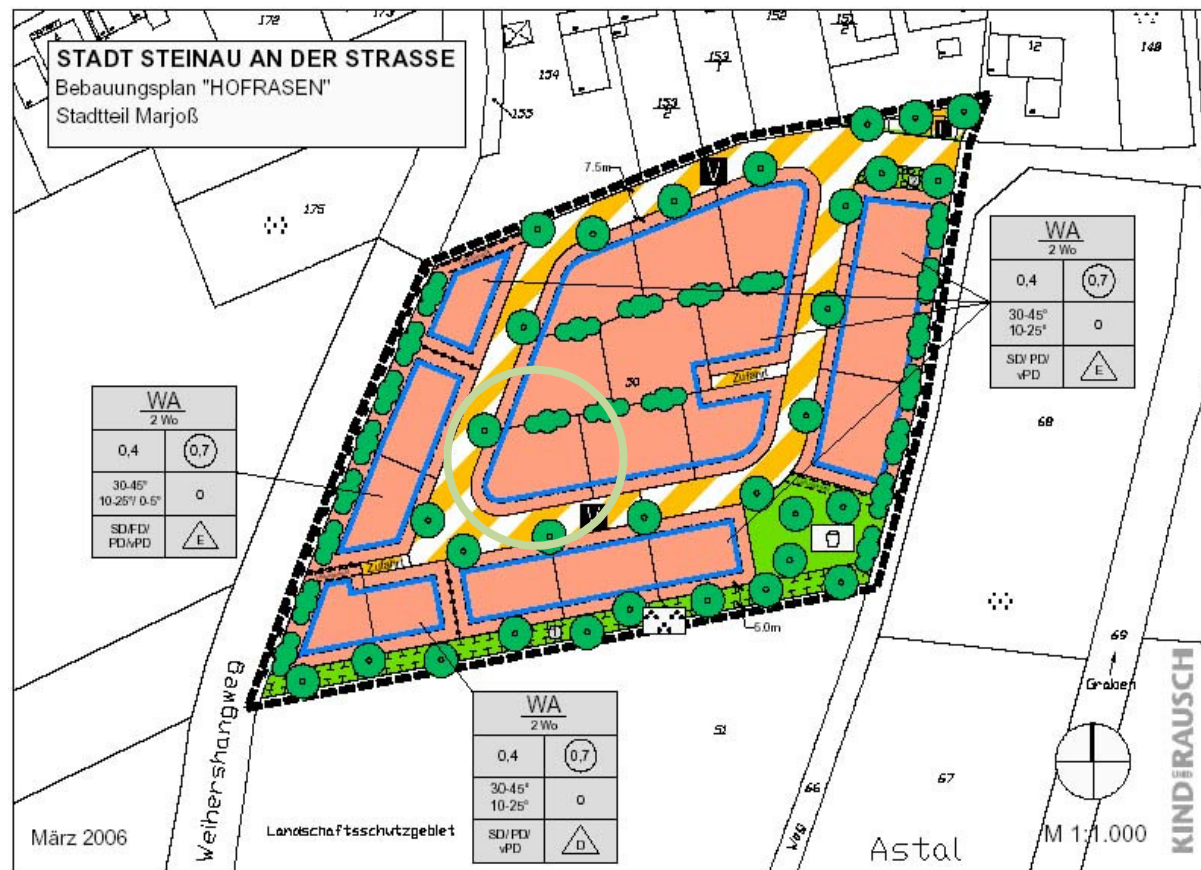 STADT STEINAU AN DER STRASSE
Bebauungsplan "HOFRASEN"
Stadtteil Marjoß
172
173
152
154
153
1
153
2
155
12
148
175
7.5m
V
WA
2 Wo
0,4
0,7
30-45°
10-25°
o
SD/ PD/
vPD
E
WA
2 Wo
0,4
0,7
30-45°
10-25°/ 0-5°
o
SD/FD/
PD/vPD
E
50
Zufahrt
68
Zufahrt
5.0m
69
Graben
WA
2 Wo
0,4
0,7
30-45°
10-25°
o
SD/ PD/
vPD
D
51
66
67
Weg
Weihershangweg
Landschaftsschutzgebiet
Astal
März 2006
M 1:1.000
KIND RAUSCH